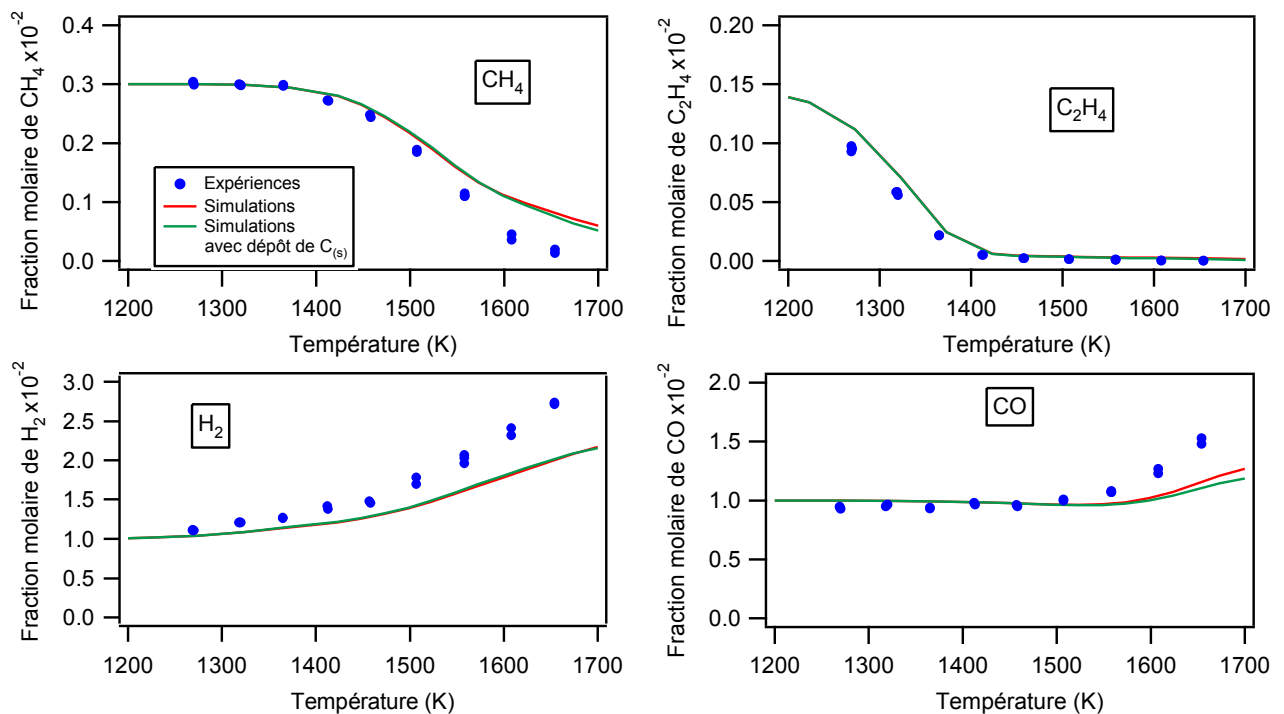 Fraction molaire de CH4 x10-2
0.4
0.3
0.2
0.1
0.0
CH4
Expériences
Simulations
Simulations
avec dépôt de C(s)
1200 1300 1400 1500 1600 1700
Température (K)
Fraction molaire de C2H4 x10-2
0.20
0.15
0.10
0.05
0.00
C2H4
1200 1300 1400 1500 1600 1700
Température (K)
Fraction molaire de H2 x10-2
3.0
2.5
2.0
1.5
1.0
0.5
0.0
H2
1200 1300 1400 1500 1600 1700
Température (K)
Fraction molaire de CO x10-2
2.0
1.5
1.0
0.5
0.0
CO
1200 1300 1400 1500 1600 1700
Température (K)